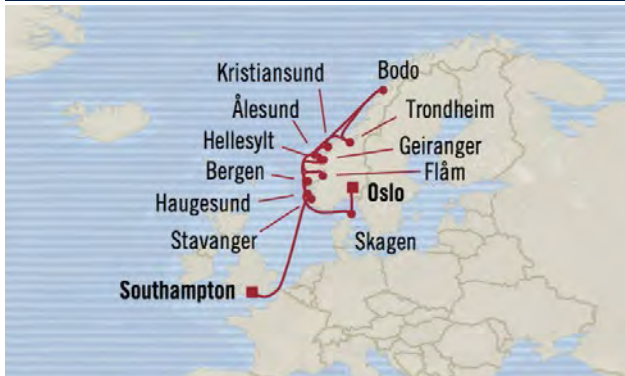 Kristiansund
Bodo
Ålesund
Trondheim
Hellesylt
Geiranger
Bergen
Flåm
Haugesund
Oslo
Stavanger
Skagen
Southampton